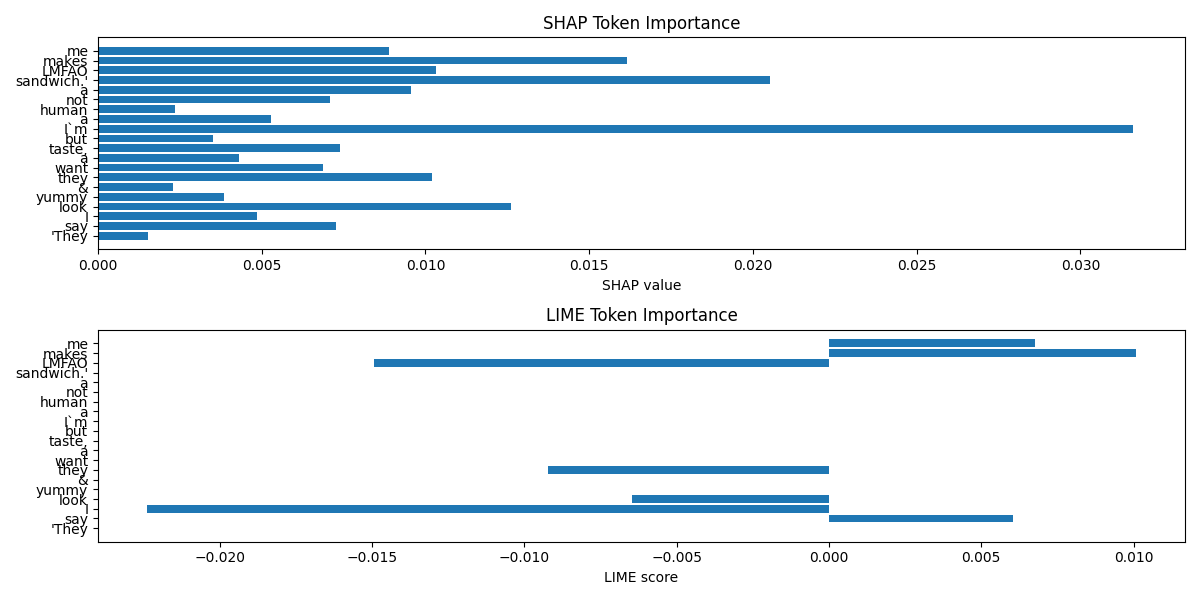 SHAP Token Importance
me
makes
LMFAO
sandwich.'
a
not
human
a
I`m
but
taste,
a
want
they
&
yummy
look
I
say
'They
0.000 0.005 0.010 0.015 0.020 0.025 0.030
SHAP value
LIME Token Importance
me
makes
LMFAO
sandwich.'
a
not
human
a
I`m
but
taste,
a
want
they
&
yummy
look
I
say
'They
−0.020 −0.015 −0.010 −0.005 0.000 0.005 0.010
LIME score